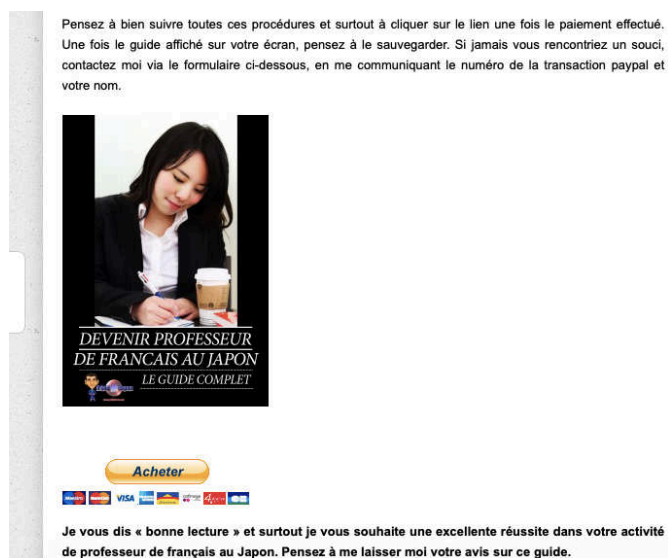 Pensez à bien suivre toutes ces procédures et surtout à cliquer sur le lien une fois le paiement effectué.
Une fois le guide affiché sur votre écran, pensez à le sauvegarder. Si jamais vous rencontriez un souci,
contactez moi via le formulaire ci-dessous, en me communiquant le numéro de la transaction paypal et
votre nom.
DEVENIR PROFESSEUR
DE FRANCAIS AU JAPON
LE GUIDE COMPLET
Acheter
VISA
Je vous dis « bonne lecture » et surtout je vous souhaite une excellente réussite dans votre activité
de professeur de français au Japon. Pensez à me laisser moi votre avis sur ce guide.